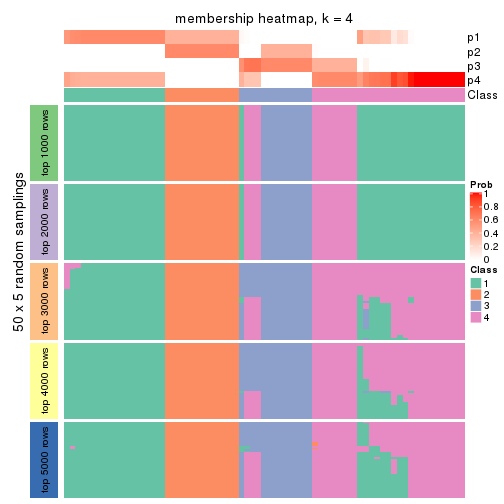 membership heatmap, k = 4
p1
p2
p3
p4
Class
50 x 5 random samplings
top 1000 rows
top 2000 rows
top 3000 rows
top 4000 rows
top 5000 rows
Prob
1
0.8
0.6
0.4
0.2
0
Class
1
2
3
4